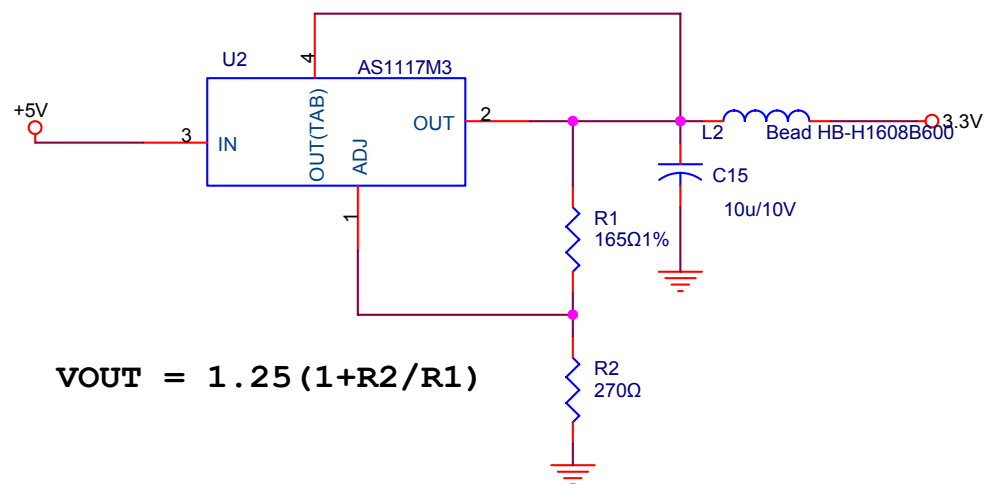 U2
4
AS1117M3
+5V
3
IN
OUT(TAB)
ADJ
OUT
2
L2
Bead HB-H1608B600
3.3V
C15
10u/10V
1
R1
165Ω1%
R2
270Ω
VOUT = 1.25(1+R2/R1)